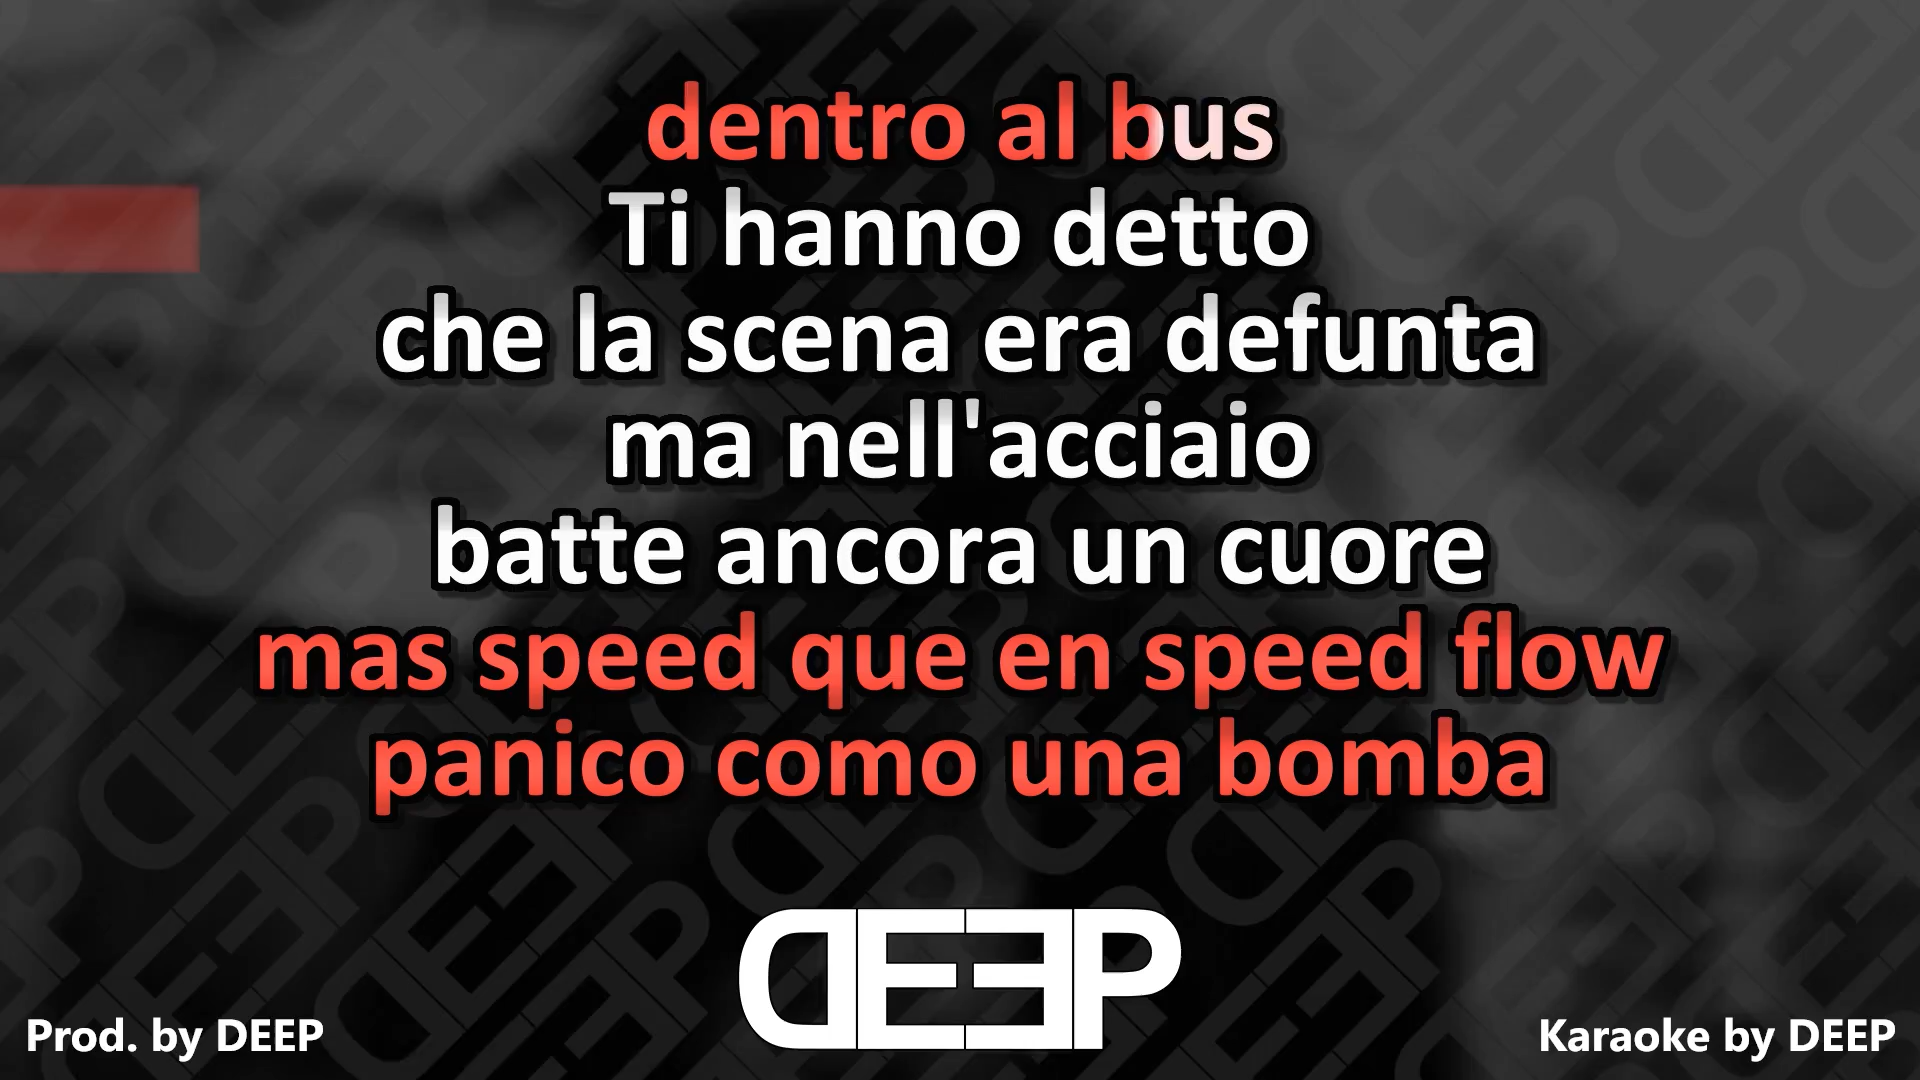 dentro al bus
Ti hanno detto
che la scena era defunta
ma nell'acciaio
batte ancora un cuore
mas speed que en speed flow
panico como una bomba
DEEP
Prod. by DEEP
Karaoke by DEEP